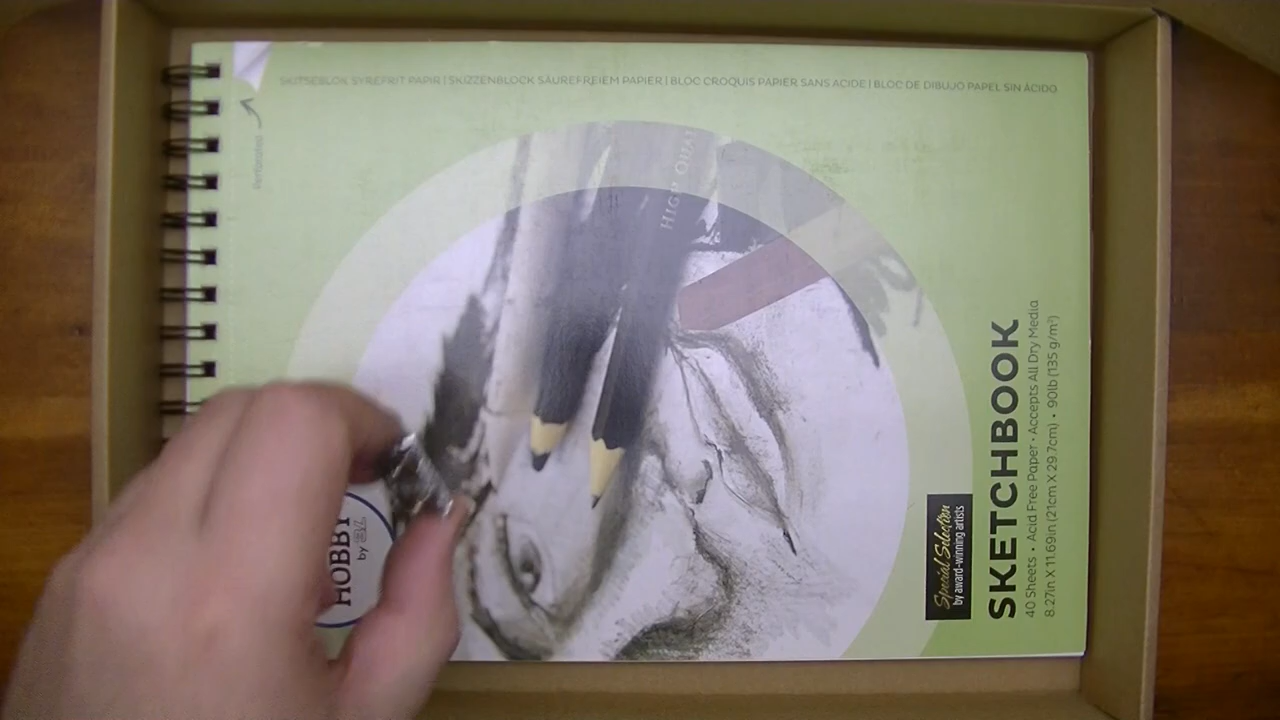 SKITSEBLOK SYREFRIT PAPIR | SKIZZENBLOCK SÄUREFREIEM PAPIER | BLOC CROQUIS PAPIER SANS ACIDE | BLOC DE DIBUJO PAPEL SIN ÁCIDO
Perforated
HIGH QUAL
HOBBY
by
Special Selection
by award-winning artists
SKETCHBOOK
40 Sheets • Acid Free Paper • Accepts All Dry Media
8.27in X 11.69in (21cm X 29.7cm) • 90lb (135 g/m²)